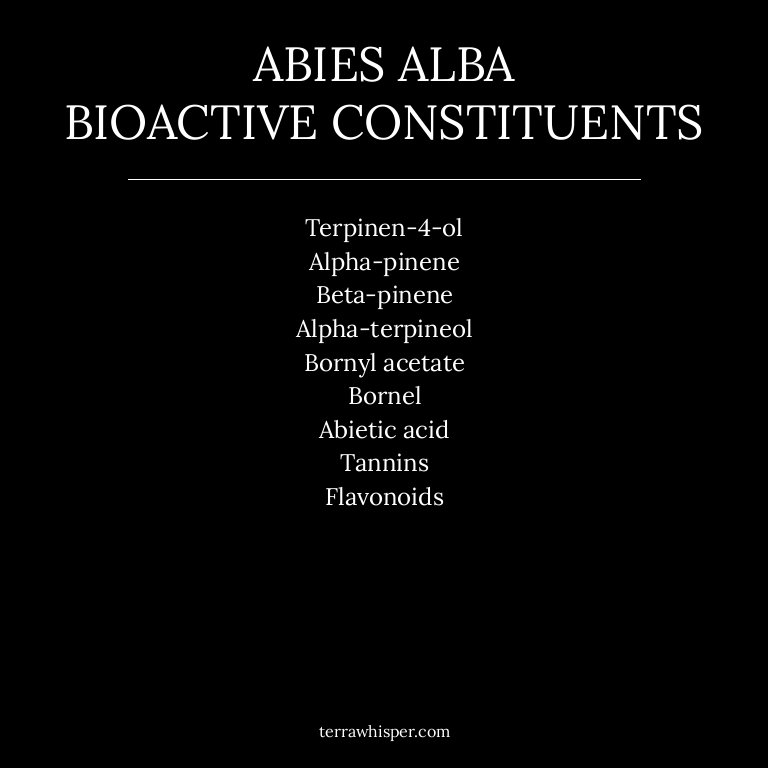 ABIES ALBA
BIOACTIVE CONSTITUENTS
Terpinen-4-ol
Alpha-pinene
Beta-pinene
Alpha-terpineol
Bornyl acetate
Bornel
Abietic acid
Tannins
Flavonoids
terrawhisper.com